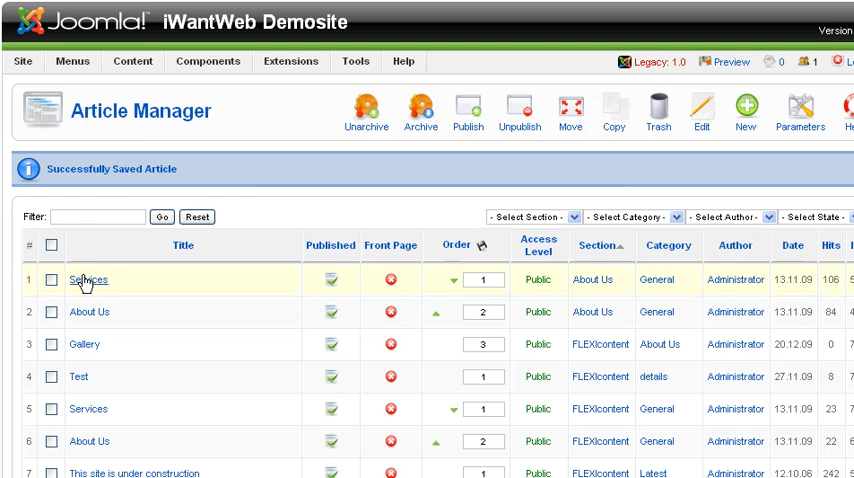 Joomla! iWantWeb Demosite
Version
Site Menus Content Components Extensions Tools Help Legacy: 1.0 Preview 0 1
Article Manager
Unarchive Archive Publish Unpublish Move Copy Trash Edit New Parameters
Successfully Saved Article
Filter: Go Reset - Select Section - - Select Category - - Select Author - - Select State -
# Title Published Front Page Order Access Level Section Category Author Date Hits
1 Services 1 Public About Us General Administrator 13.11.09 106
2 About Us 2 Public About Us General Administrator 13.11.09 84
3 Gallery 3 Public FLEXIcontent About Us Administrator 20.12.09 0
4 Test 1 Public FLEXIcontent details Administrator 27.11.09 8
5 Services 1 Public FLEXIcontent General Administrator 13.11.09 23
6 About Us 2 Public FLEXIcontent General Administrator 13.11.09 22
7 This site is under construction 1 Public FLEXIcontent Latest Administrator 12.10.06 242